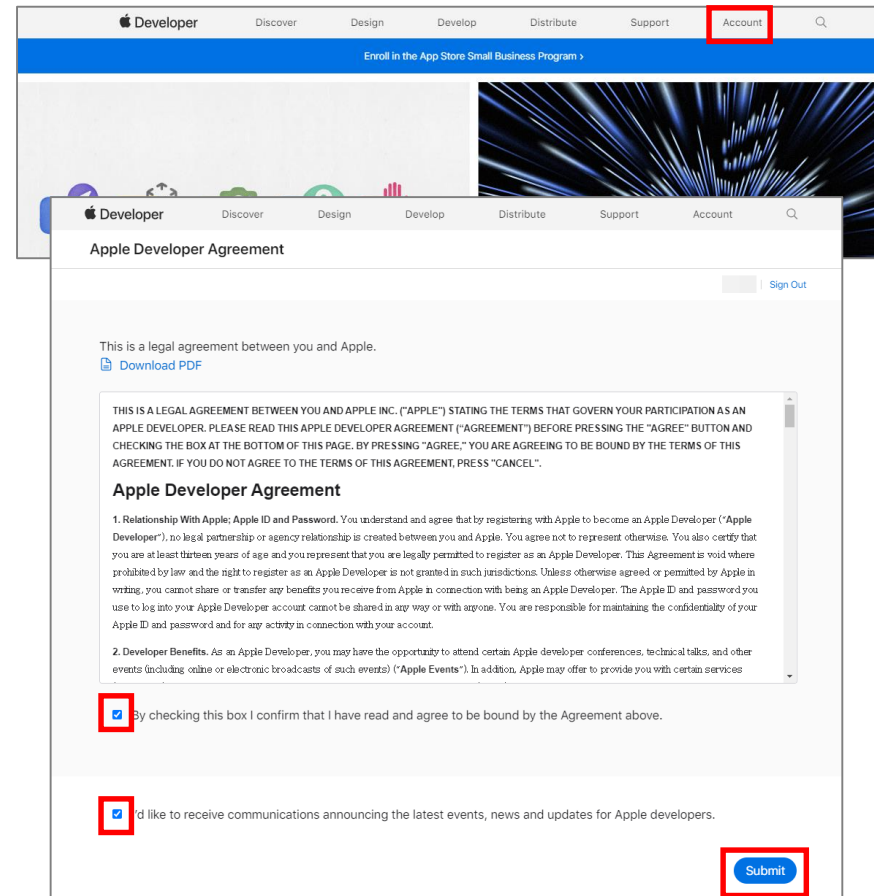 Developer Discover Design Develop Distribute Support Account
Enroll in the App Store Small Business Program ›
Developer Discover Design Develop Distribute Support Account
Apple Developer Agreement
Sign Out
This is a legal agreement between you and Apple.
Download PDF
THIS IS A LEGAL AGREEMENT BETWEEN YOU AND APPLE INC. ("APPLE") STATING THE TERMS THAT GOVERN YOUR PARTICIPATION AS AN
APPLE DEVELOPER. PLEASE READ THIS APPLE DEVELOPER AGREEMENT ("AGREEMENT") BEFORE PRESSING THE "AGREE" BUTTON AND
CHECKING THE BOX AT THE BOTTOM OF THIS PAGE. BY PRESSING "AGREE," YOU ARE AGREEING TO BE BOUND BY THE TERMS OF THIS
AGREEMENT. IF YOU DO NOT AGREE TO THE TERMS OF THIS AGREEMENT, PRESS "CANCEL".
Apple Developer Agreement
1. Relationship With Apple; Apple ID and Password. You understand and agree that by registering with Apple to become an Apple Developer ("Apple
Developer"), no legal partnership or agency relationship is created between you and Apple. You agree not to represent otherwise. You also certify that
you are at least thirteen years of age and you represent that you are legally permitted to register as an Apple Developer. This Agreement is void where
prohibited by law and the right to register as an Apple Developer is not granted in such jurisdictions. Unless otherwise agreed or permitted by Apple in
writing, you cannot share or transfer any benefits you receive from Apple in connection with being an Apple Developer. The Apple ID and password you
use to log into your Apple Developer account cannot be shared in any way or with anyone. You are responsible for maintaining the confidentiality of your
Apple ID and password and for any activity in connection with your account.
2. Developer Benefits. As an Apple Developer, you may have the opportunity to attend certain Apple developer conferences, technical talks, and other
events (including online or electronic broadcasts of such events) ("Apple Events"). In addition, Apple may offer to provide you with certain services
By checking this box I confirm that I have read and agree to be bound by the Agreement above.
I'd like to receive communications announcing the latest events, news and updates for Apple developers.
Submit